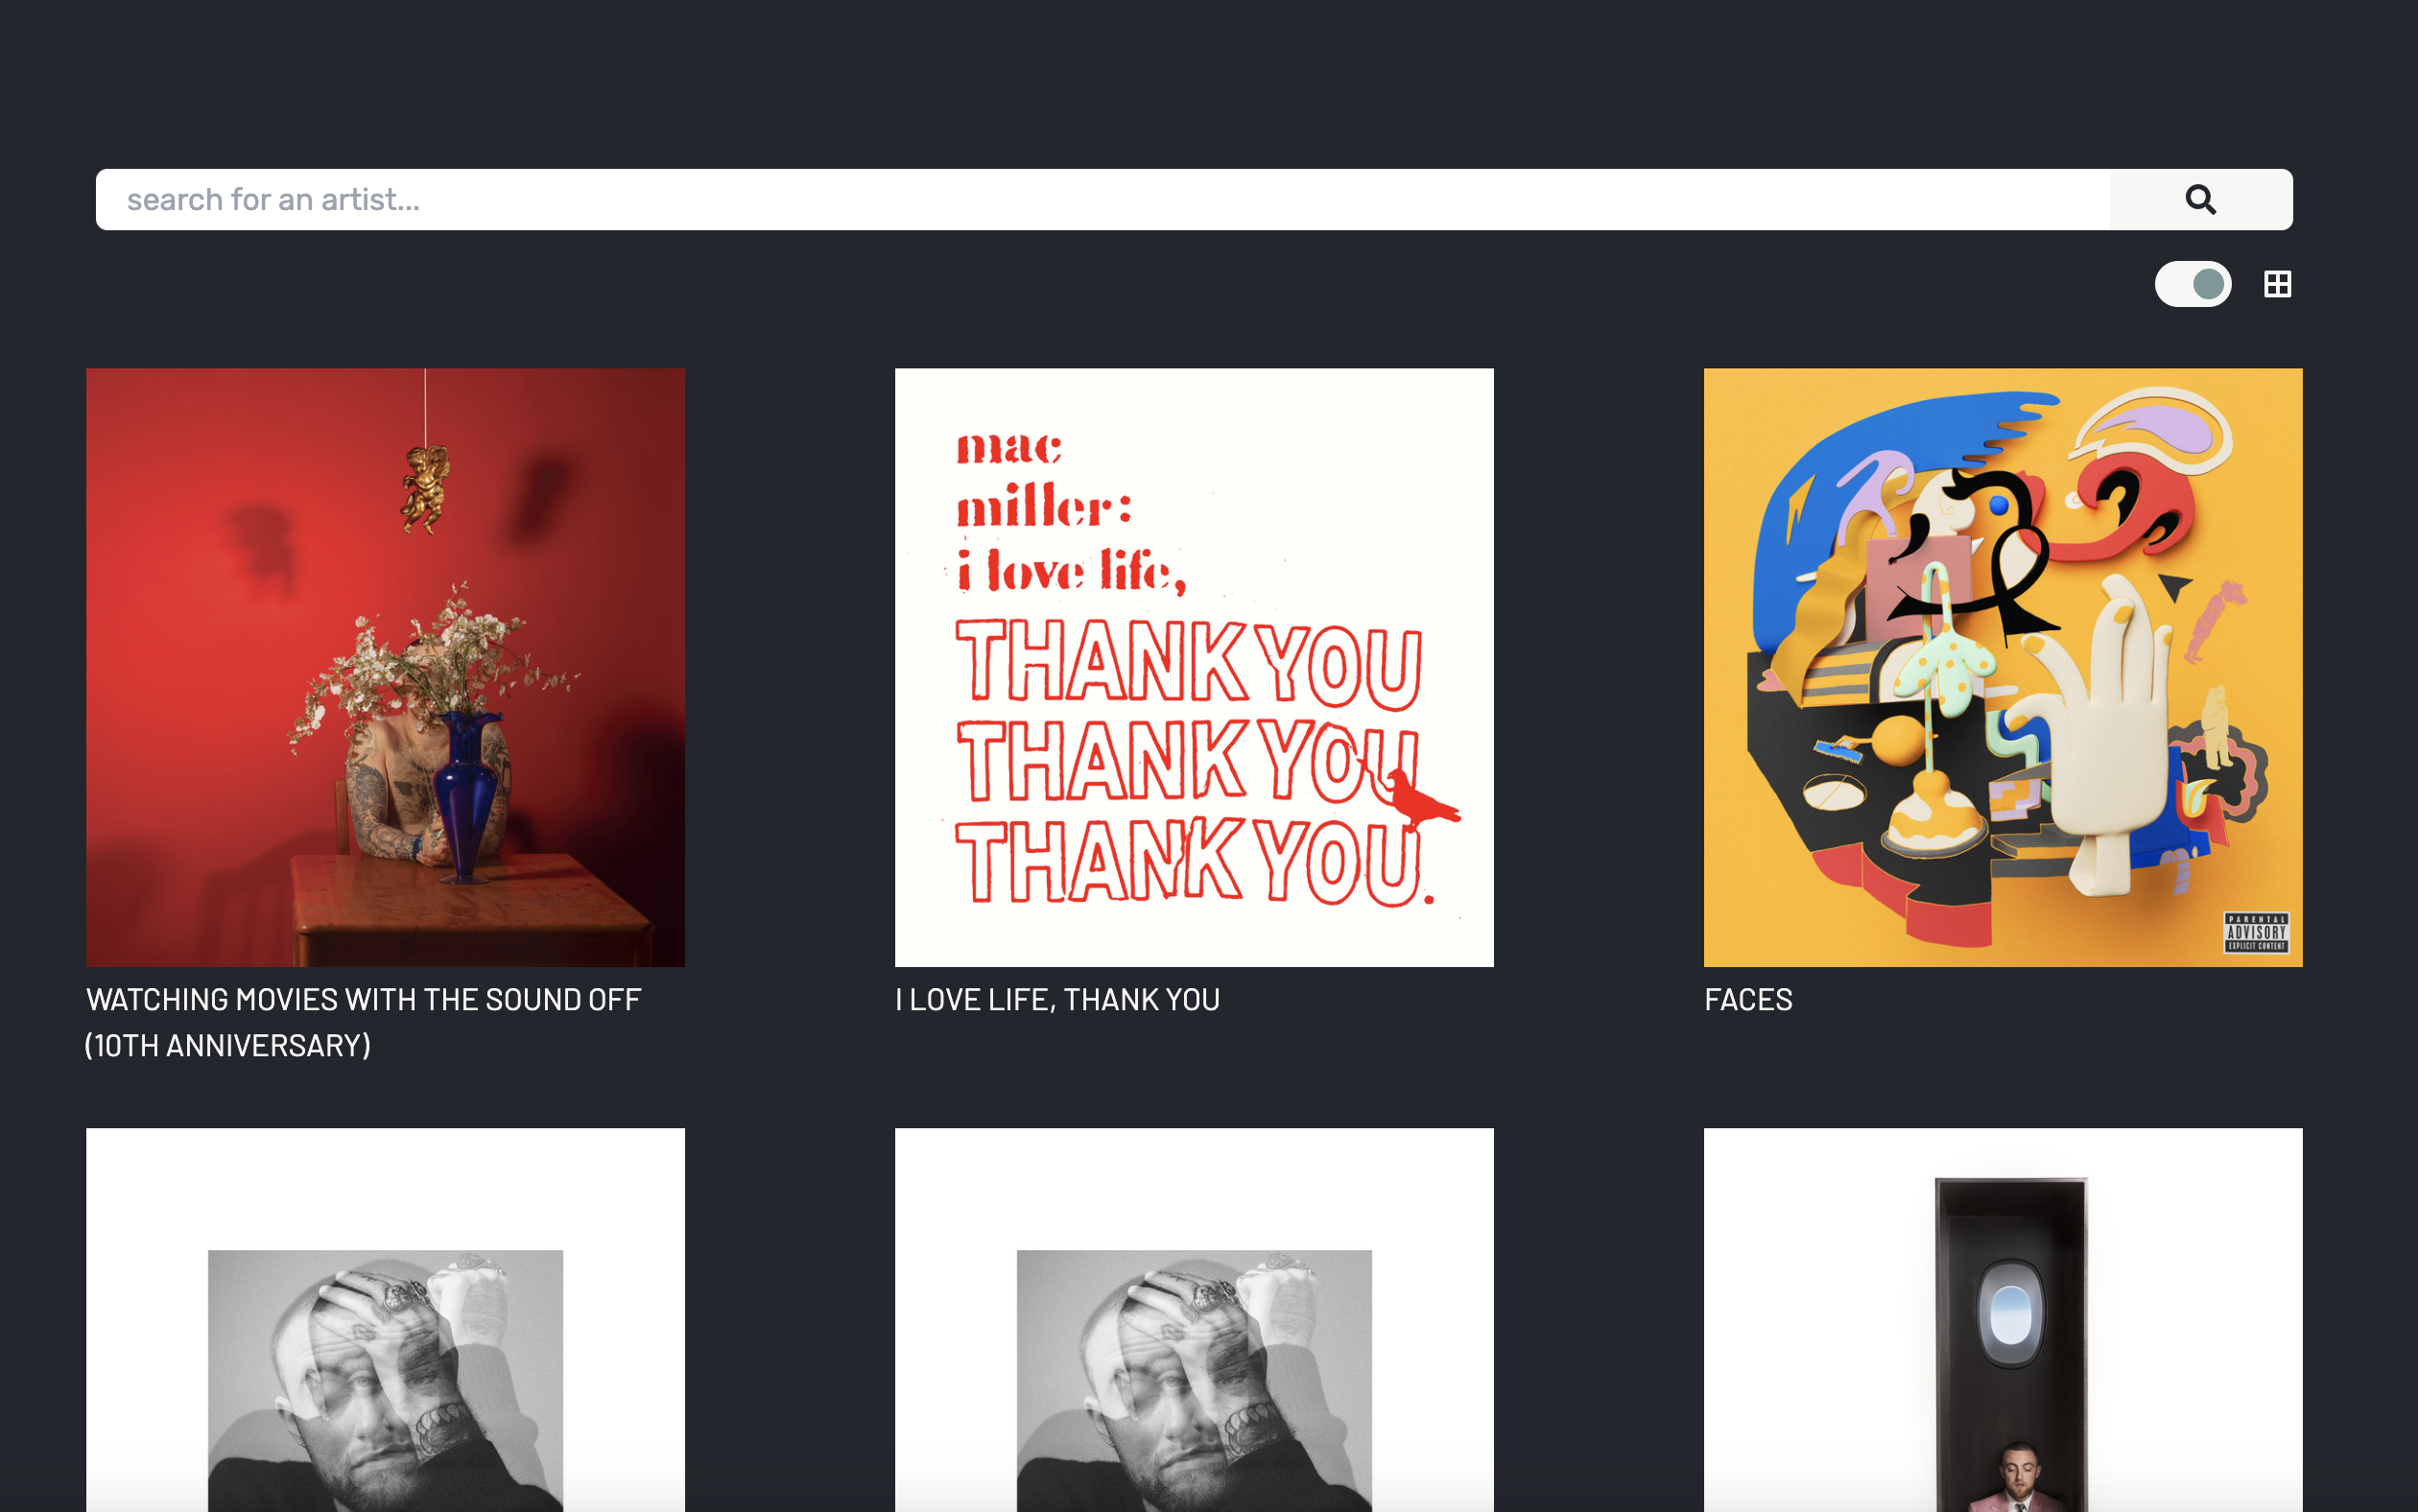 search for an artist...
mac
miller:
i love life,
THANK YOU
THANK YOU
THANK YOU.
PARENTAL
ADVISORY
EXPLICIT CONTENT
WATCHING MOVIES WITH THE SOUND OFF
(10TH ANNIVERSARY)
I LOVE LIFE, THANK YOU
FACES